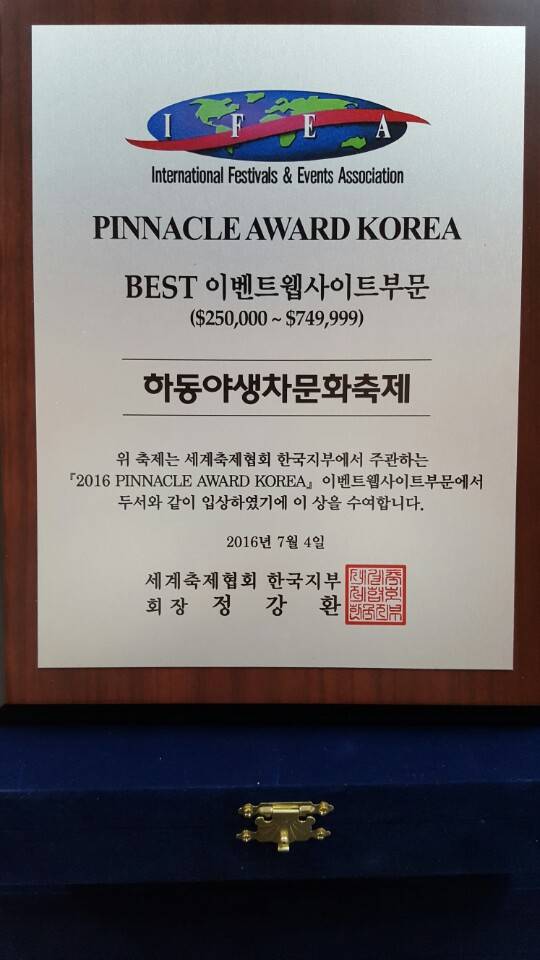 I F E A
International Festivals & Events Association
PINNACLE AWARD KOREA
BEST 이벤트웹사이트부문
($250,000 ~ $749,999)
하동야생차문화축제
위 축제는 세계축제협회 한국지부에서 주관하는
『2016 PINNACLE AWARD KOREA』 이벤트웹사이트부문에서
두서와 같이 입상하였기에 이 상을 수여합니다.
2016년 7월 4일
세계축제협회 한국지부
회장 정 강 환